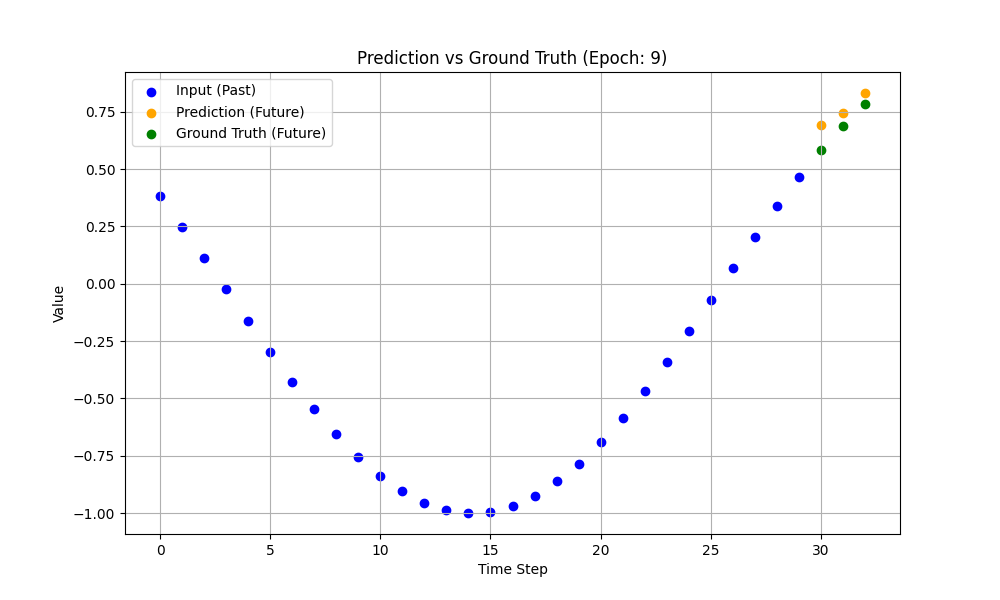 Prediction vs Ground Truth (Epoch: 9)
Input (Past)
Prediction (Future)
Ground Truth (Future)
0.75
0.50
0.25
0.00
−0.25
−0.50
−0.75
−1.00
Value
0 5 10 15 20 25 30
Time Step